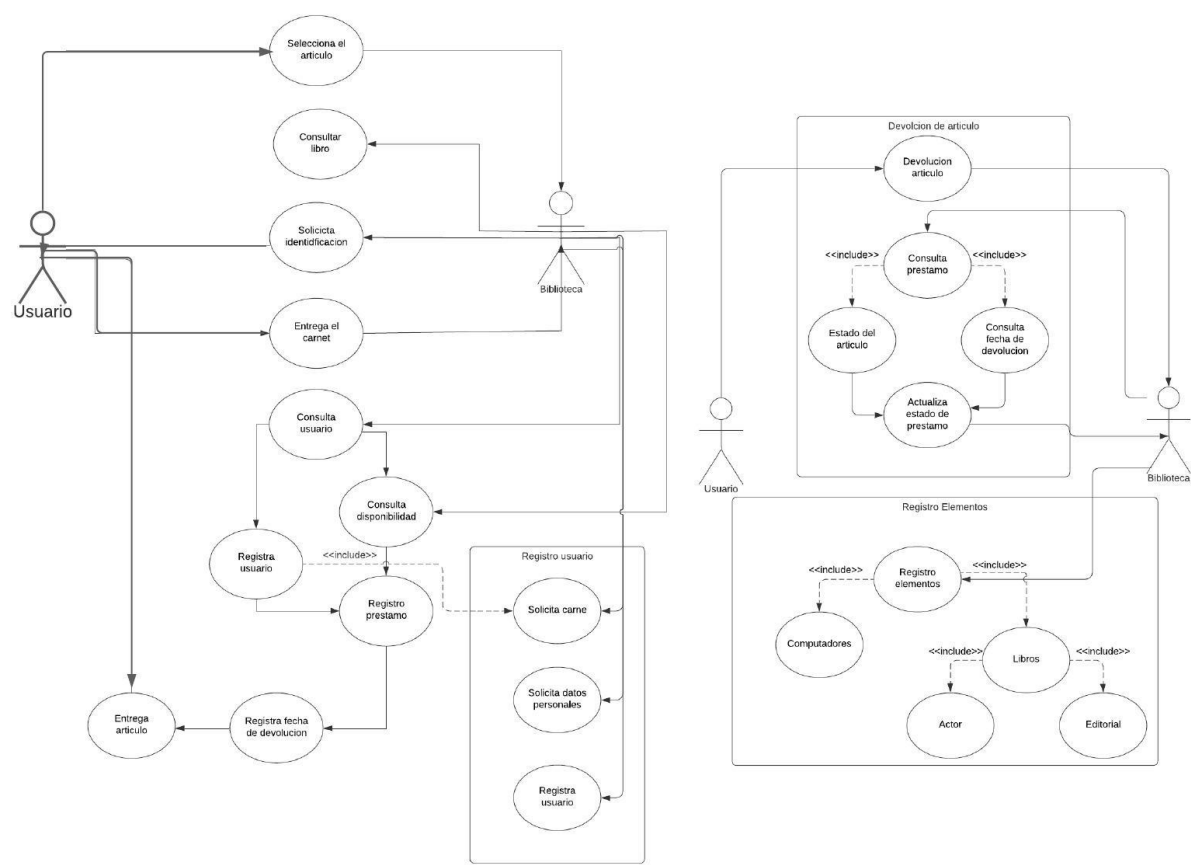 Selecciona el
articulo
Consultar
libro
Solicicta
identidficacion
Usuario
Biblioteca
Entrega el
carnet
Consulta
usuario
Consulta
disponibilidad
Registra
usuario
<<include>>
Registro
prestamo
Entrega
articulo
Registra fecha
de devolucion
Registro usuario
Solicita carne
Solicita datos
personales
Registra
usuario
Devolcion de articulo
Devolucion
articulo
<<include>>
Consulta
prestamo
<<include>>
Estado del
articulo
Consulta
fecha de
devolucion
Actualiza
estado de
prestamo
Usuario
Biblioteca
Registro Elementos
<<include>>
Registro
elementos
<<include>>
Computadores
<<include>>
Libros
<<include>>
Actor
Editorial